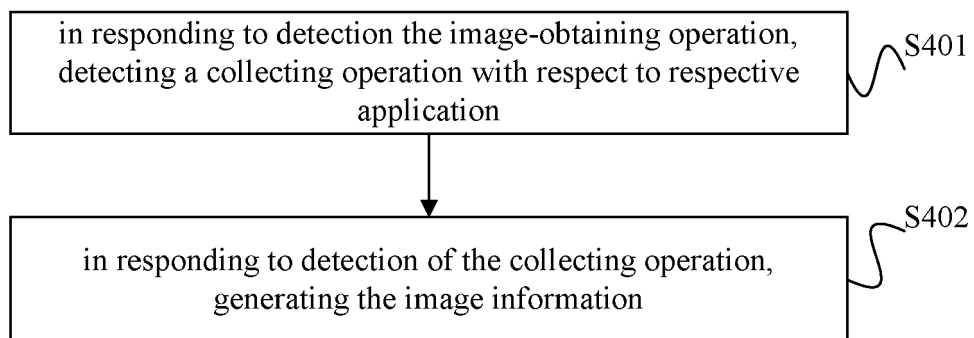 in responding to detection the image-obtaining operation,
detecting a collecting operation with respect to respective
application
S401
in responding to detection of the collecting operation,
generating the image information
S402